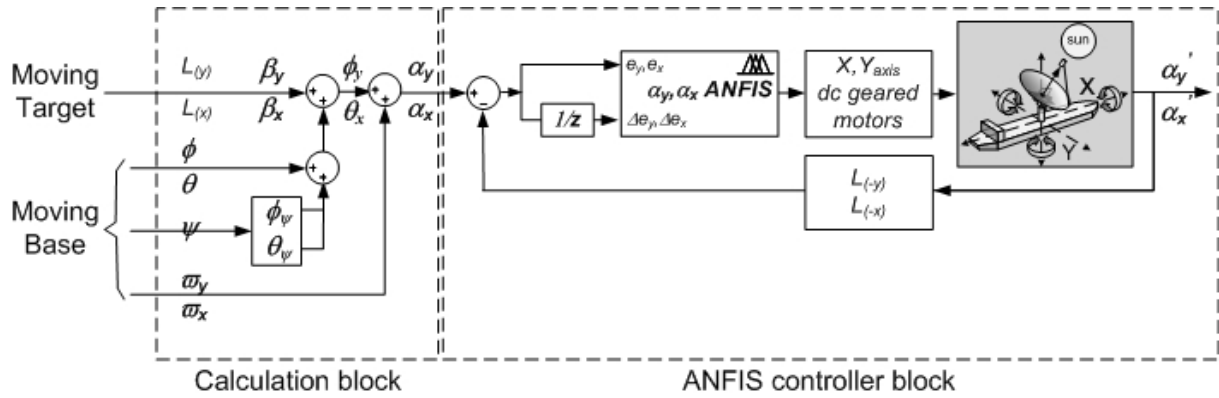 Moving
Target
L(y)
L(x)
βy
βx
ϕy
θx
αy
αx
+
+
+
+
+
+
ϕ
θ
Moving
Base
ψ
ϕψ
θψ
ϖy
ϖx
Calculation block
+
-
ey,ex
αy,αx ANFIS
1/z
Δey,Δex
X,Yaxis
dc geared
motors
sun
X
Y
αy'
αx'
L(-y)
L(-x)
ANFIS controller block